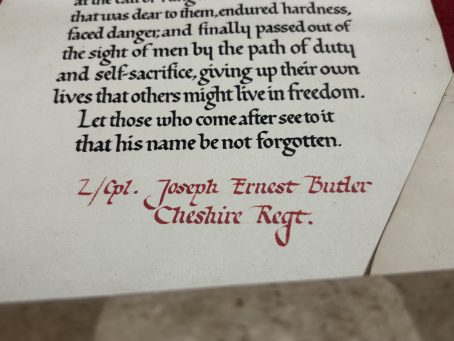 that was dear to them, endured hardness,
faced danger, and finally passed out of
the sight of men by the path of duty
and self-sacrifice, giving up their own
lives that others might live in freedom.
Let those who come after see to it
that his name be not forgotten.
L/Cpl. Joseph Ernest Butler
Cheshire Regt.